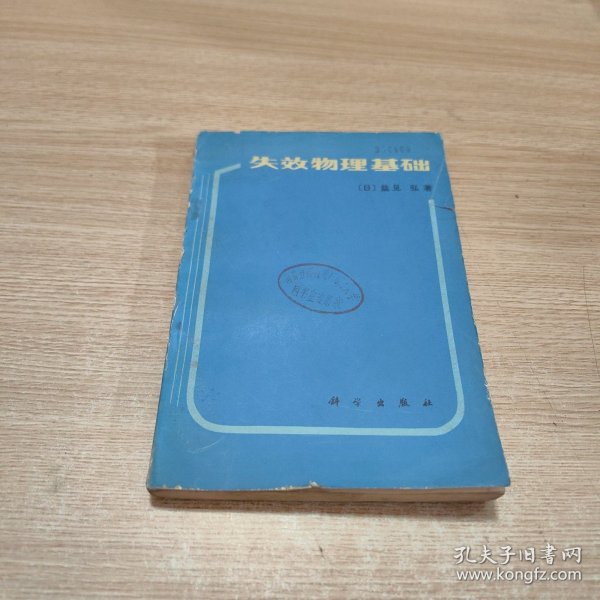 失效物理基础
〔日〕盐见 弘 著
科学出版社
孔夫子旧书网
www.kongfz.com